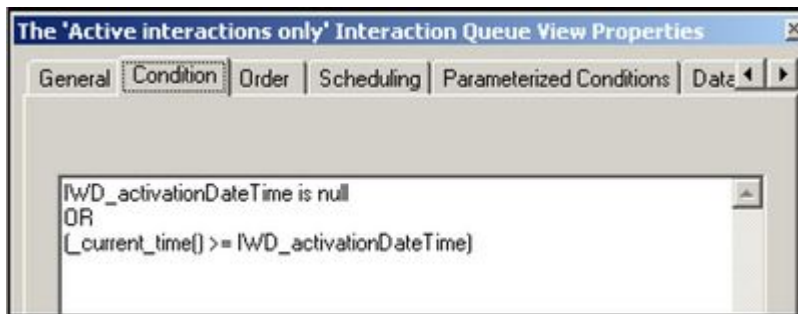 The 'Active interactions only' Interaction Queue View Properties
General Condition Order Scheduling Parameterized Conditions Data
IWD_activationDateTime is null
OR
(_current_time() >= IWD_activationDateTime)